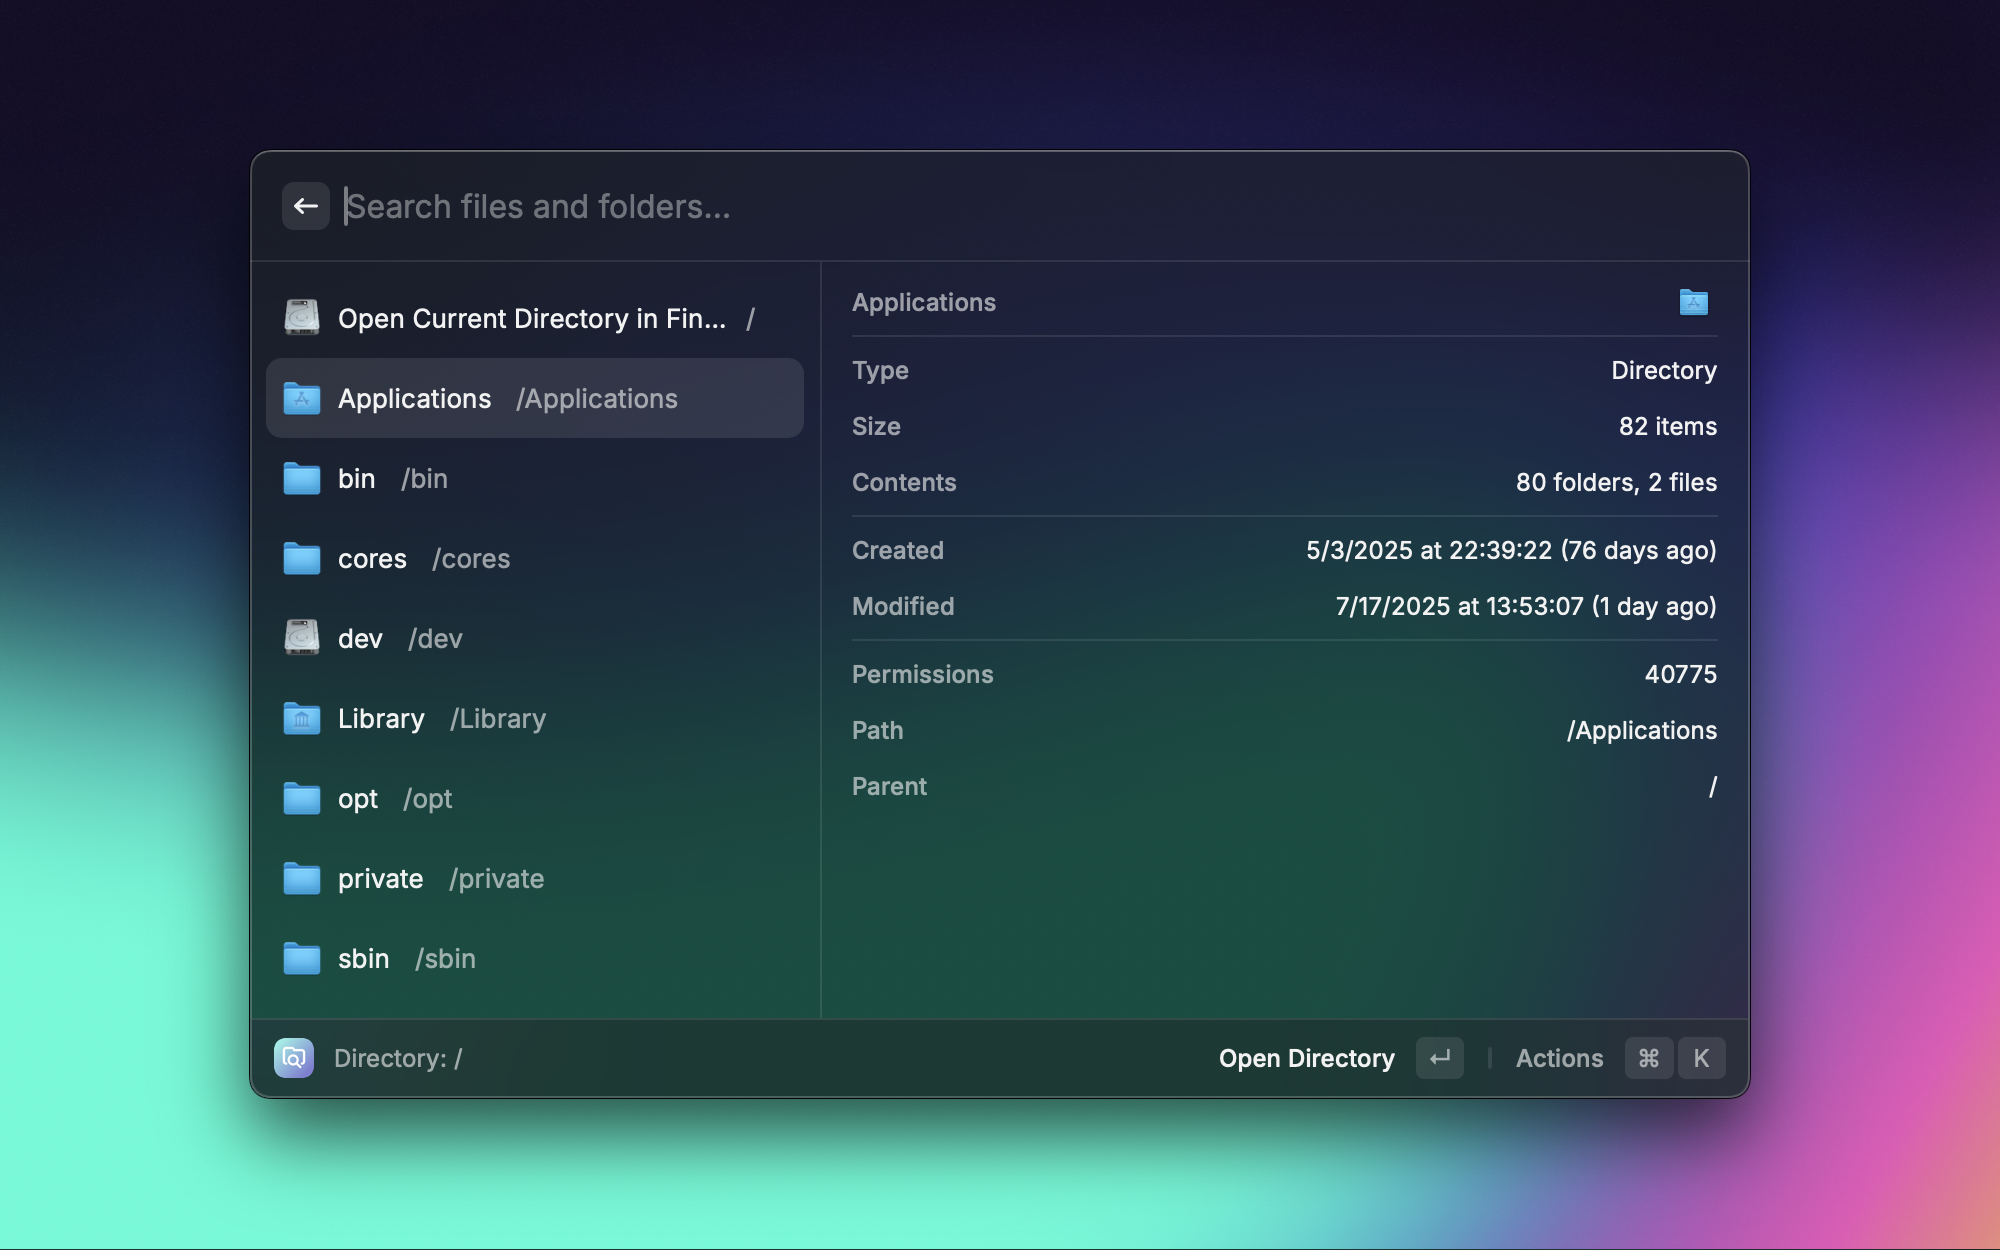 Search files and folders...
Open Current Directory in Fin... /
Applications /Applications
bin /bin
cores /cores
dev /dev
Library /Library
opt /opt
private /private
sbin /sbin
Applications
Type Directory
Size 82 items
Contents 80 folders, 2 files
Created 5/3/2025 at 22:39:22 (76 days ago)
Modified 7/17/2025 at 13:53:07 (1 day ago)
Permissions 40775
Path /Applications
Parent /
Directory: / Open Directory ↵ Actions ⌘ K